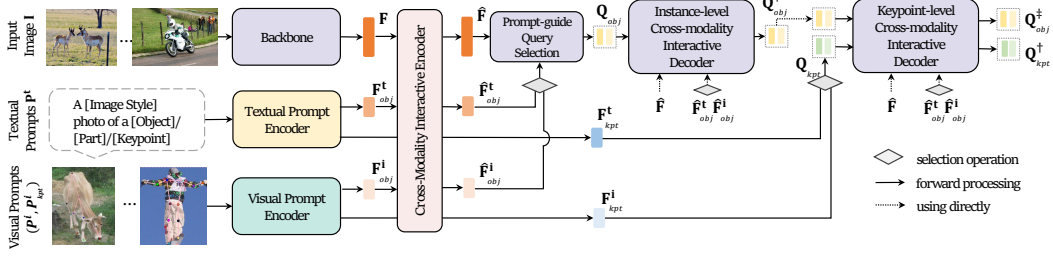 Input
Image I
...
Backbone
F
Cross-Modality Interactive Encoder
F̂
Prompt-guide
Query
Selection
Q_obj
Instance-level
Cross-modality
Interactive
Decoder
Keypoint-level
Cross-modality
Interactive
Decoder
Q^‡_obj
Q^†_kpt
Q_kpt
F̂
F̂^t_obj F̂^i_obj
F̂
F̂^t_obj F̂^i_obj
Textual
Prompts P^t
A [Image Style]
photo of a [Object]/
[Part]/[Keypoint]
Textual Prompt
Encoder
F^t_obj
F̂^t_obj
F^t_kpt
Visual Prompts
(P^i, P^i_kpt)
...
Visual Prompt
Encoder
F^i_obj
F̂^i_obj
F^i_kpt
selection operation
forward processing
using directly